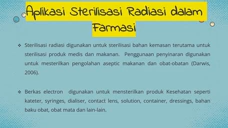 Aplikasi Sterilisasi Radiasi dalam
Farmasi
Sterilisasi radiasi digunakan untuk sterilisasi bahan kemasan terutama untuk
sterilisasi produk medis dan makanan. Penggunaan penyinaran digunakan
untuk mesterilkan pengolahan aseptic makanan dan obat-obatan (Darwis,
2006).
Berkas electron digunakan untuk mensterilkan produk Kesehatan seperti
kateter, syringes, dialiser, contact lens, solution, container, dressings, bahan
baku obat, obat mata dan lain-lain.